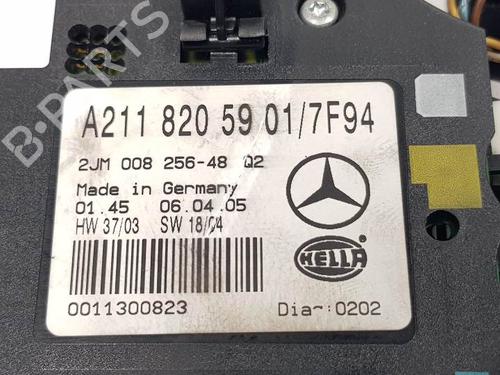 A211 820 59 01/7F94
2JM 008 256-48 Q2
Made in Germany
01.45 06.04.05
HW 37/03 SW 18/04
HELLA
0011300823 Diag:0202
B-PARTS